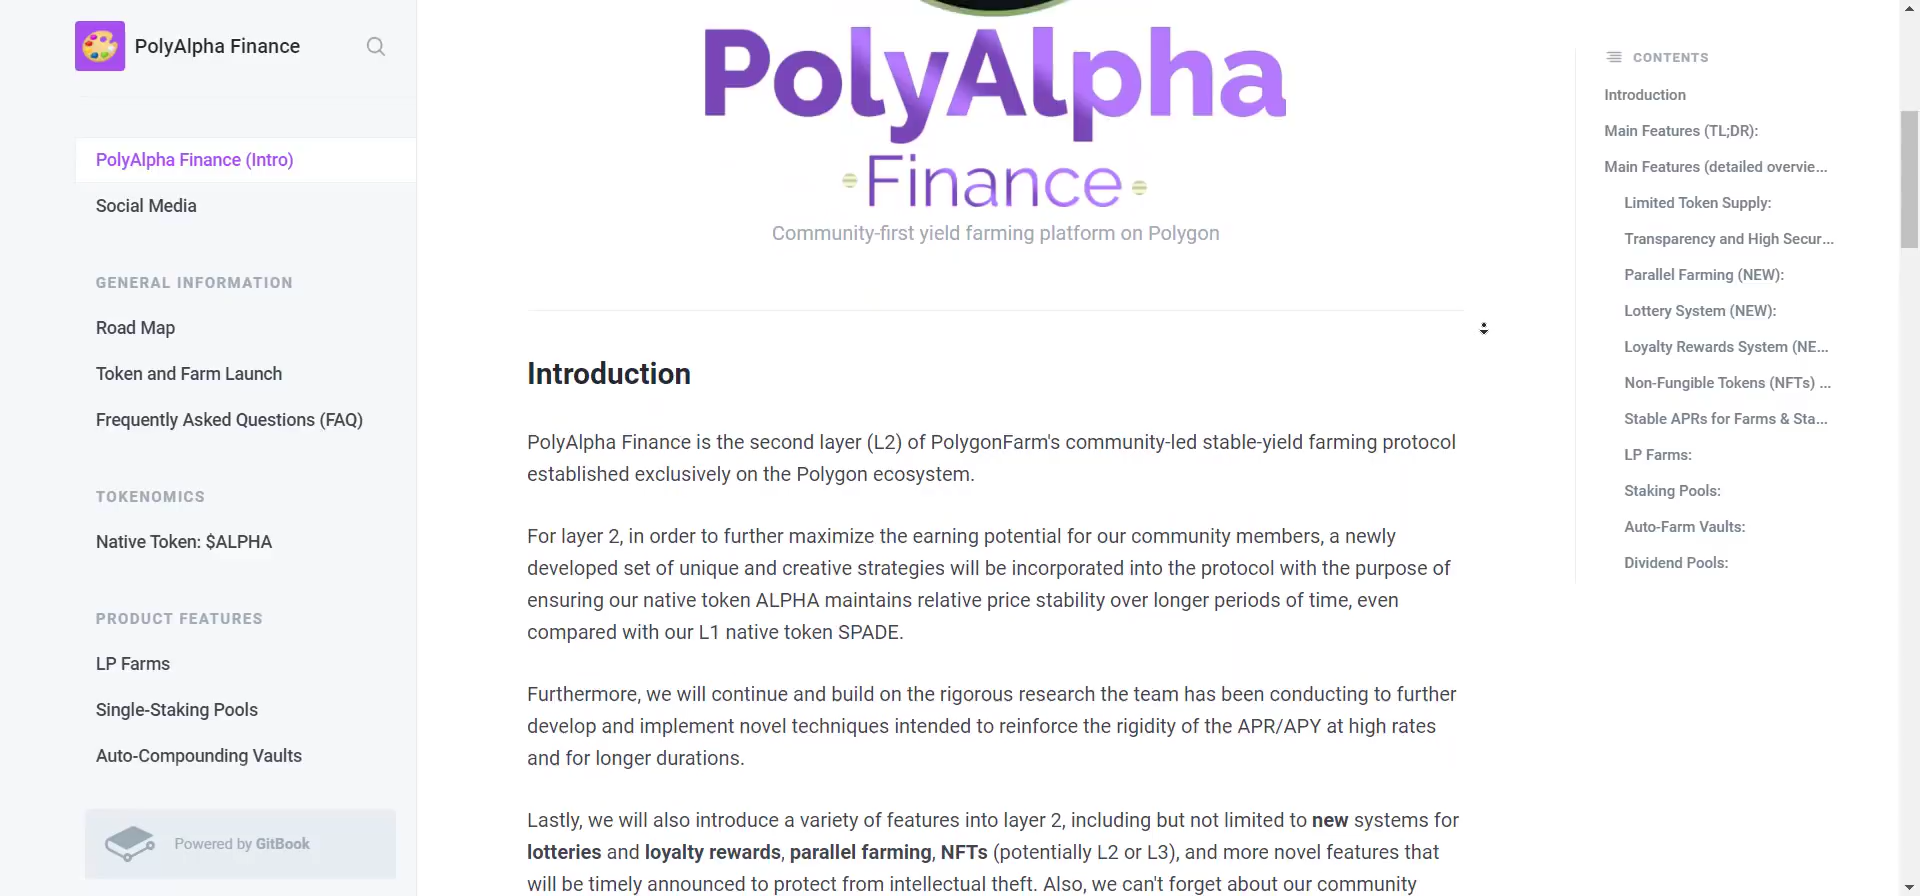 PolyAlpha Finance
PolyAlpha Finance (Intro)
Social Media
GENERAL INFORMATION
Road Map
Token and Farm Launch
Frequently Asked Questions (FAQ)
TOKENOMICS
Native Token: $ALPHA
PRODUCT FEATURES
LP Farms
Single-Staking Pools
Auto-Compounding Vaults
Powered by GitBook
PolyAlpha
Finance
Community-first yield farming platform on Polygon
Introduction
PolyAlpha Finance is the second layer (L2) of PolygonFarm's community-led stable-yield farming protocol
established exclusively on the Polygon ecosystem.
For layer 2, in order to further maximize the earning potential for our community members, a newly
developed set of unique and creative strategies will be incorporated into the protocol with the purpose of
ensuring our native token ALPHA maintains relative price stability over longer periods of time, even
compared with our L1 native token SPADE.
Furthermore, we will continue and build on the rigorous research the team has been conducting to further
develop and implement novel techniques intended to reinforce the rigidity of the APR/APY at high rates
and for longer durations.
Lastly, we will also introduce a variety of features into layer 2, including but not limited to new systems for
lotteries and loyalty rewards, parallel farming, NFTs (potentially L2 or L3), and more novel features that
will be timely announced to protect from intellectual theft. Also, we can't forget about our community
CONTENTS
Introduction
Main Features (TL;DR):
Main Features (detailed overvie...
Limited Token Supply:
Transparency and High Secur...
Parallel Farming (NEW):
Lottery System (NEW):
Loyalty Rewards System (NE...
Non-Fungible Tokens (NFTs) ...
Stable APRs for Farms & Sta...
LP Farms:
Staking Pools:
Auto-Farm Vaults:
Dividend Pools: